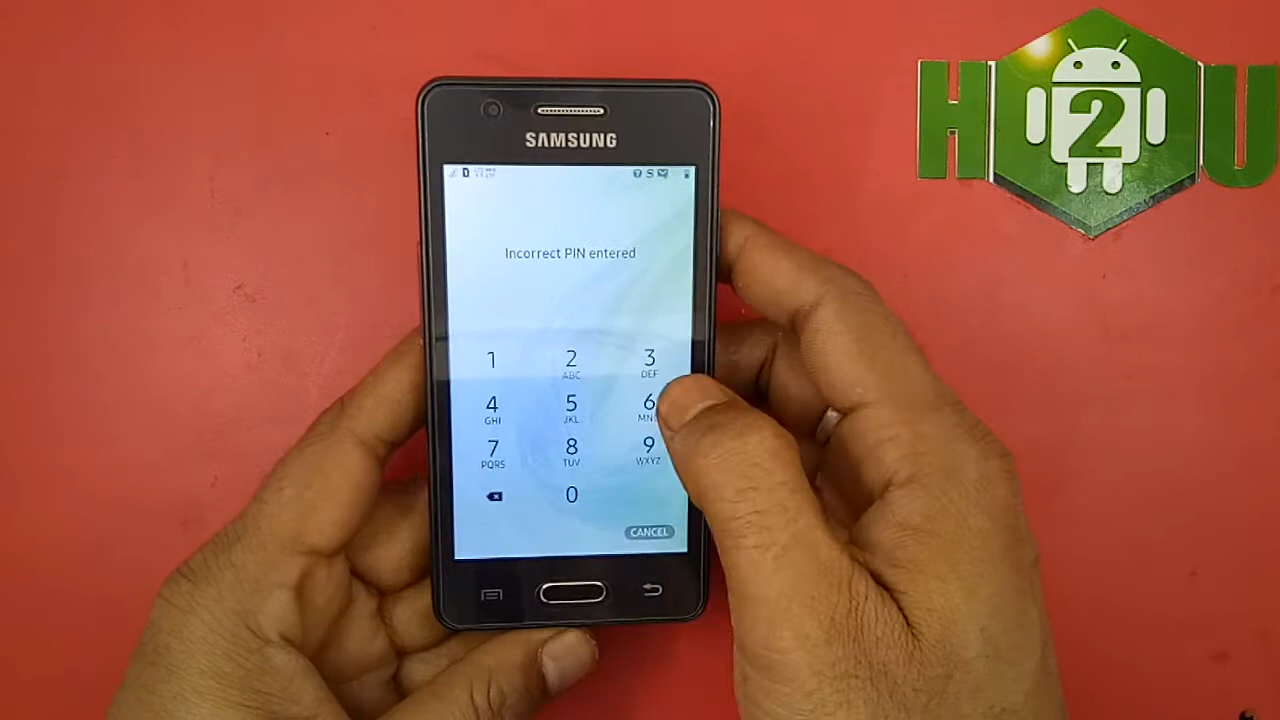 H2U
SAMSUNG
Incorrect PIN entered
1 2 3
ABC DEF
4 5 6
GHI JKL MNO
7 8 9
PQRS TUV WXYZ
0
CANCEL